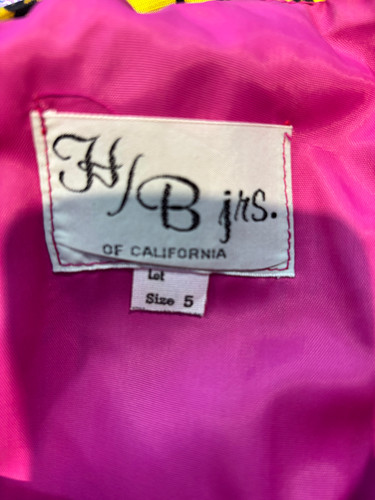 H/B jrs.
OF CALIFORNIA
Lot
Size 5